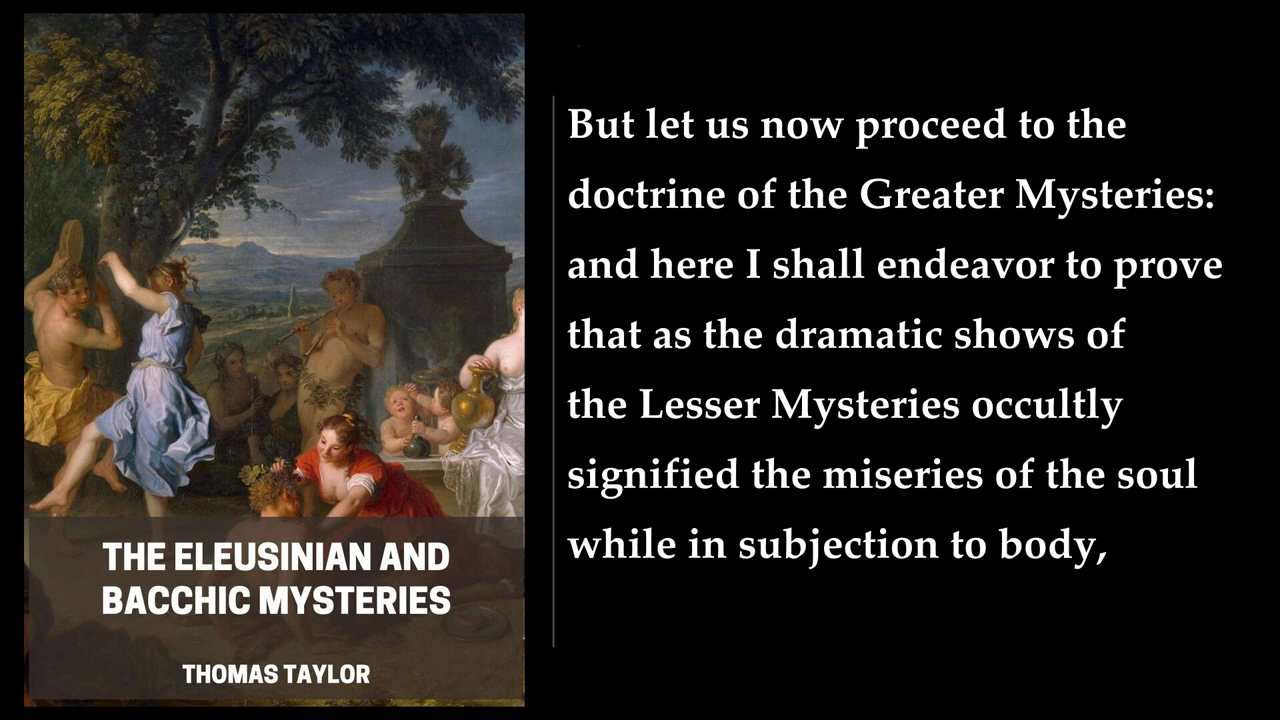 THE ELEUSINIAN AND
BACCHIC MYSTERIES
THOMAS TAYLOR
But let us now proceed to the
doctrine of the Greater Mysteries:
and here I shall endeavor to prove
that as the dramatic shows of
the Lesser Mysteries occultly
signified the miseries of the soul
while in subjection to body,